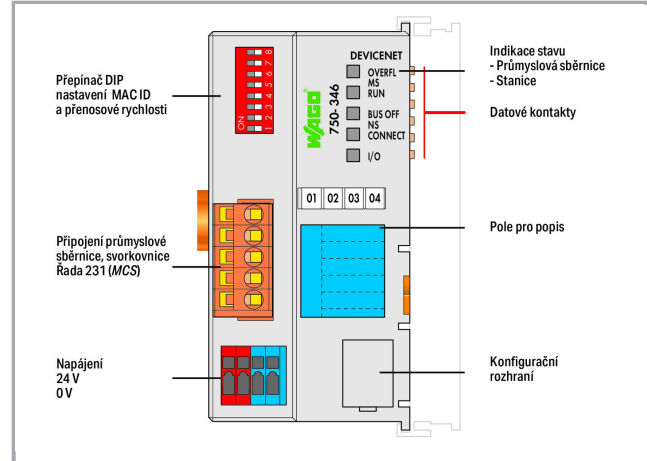 Přepínač DIP
nastavení MAC ID
a přenosové rychlosti
Připojení průmyslové
sběrnice, svorkovnice
Řada 231 (MCS)
Napájení
24 V
0 V
ON
1 2 3 4 5 6 7 8
WAGO
750- 346
DEVICENET
OVERFL
MS
RUN
BUS OFF
NS
CONNECT
I/O
01 02 03 04
Indikace stavu
- Průmyslová sběrnice
- Stanice
Datové kontakty
Pole pro popis
Konfigurační
rozhraní